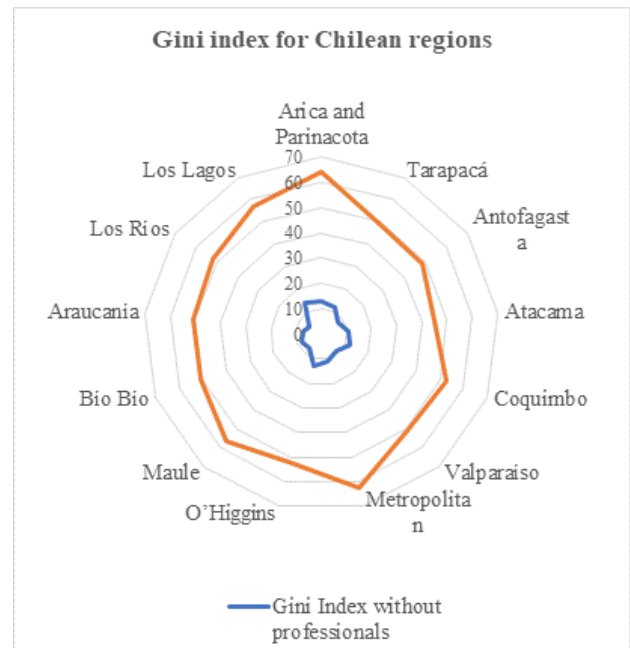 Gini index for Chilean regions
Arica and
Parinacota
70
60
50
40
30
20
10
0
Tarapacá
Antofagast
a
Atacama
Coquimbo
Valparaiso
Metropolita
n
O’Higgins
Maule
Bio Bio
Araucania
Los Rios
Los Lagos
Gini Index without
professionals